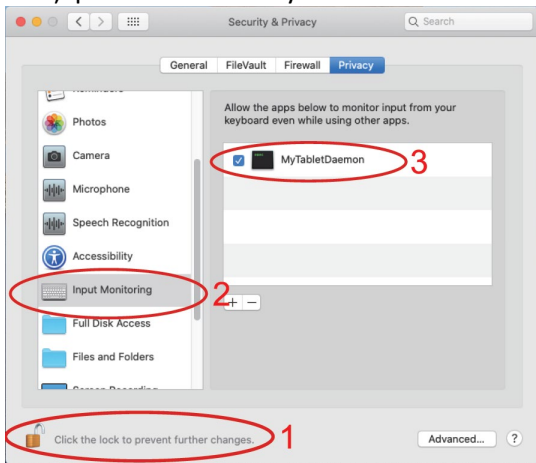 Security & Privacy
Search
General FileVault Firewall Privacy
Photos
Camera
Microphone
Speech Recognition
Accessibility
Input Monitoring
Full Disk Access
Files and Folders
Screen Recording
2
Allow the apps below to monitor input from your
keyboard even while using other apps.
MyTabletDaemon
3
+ −
Click the lock to prevent further changes.
1
Advanced...
?